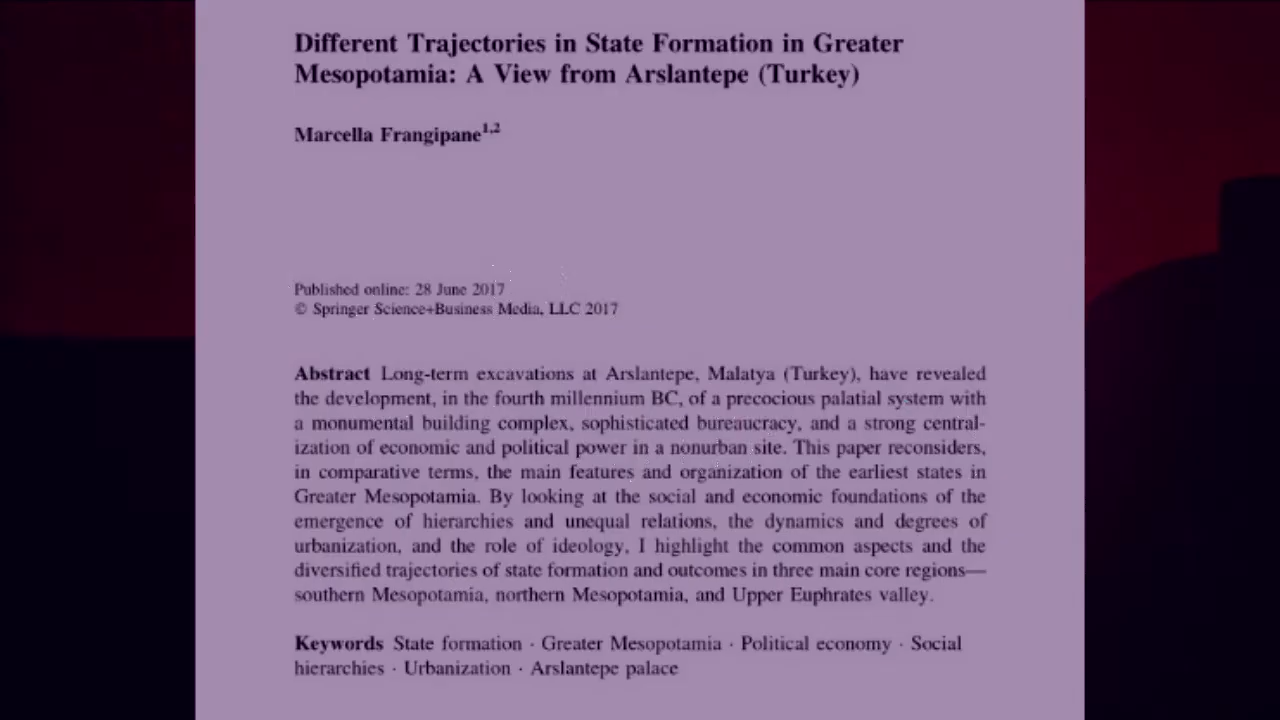 Different Trajectories in State Formation in Greater
Mesopotamia: A View from Arslantepe (Turkey)
Marcella Frangipane1,2
Published online: 28 June 2017
© Springer Science+Business Media, LLC 2017
Abstract Long-term excavations at Arslantepe, Malatya (Turkey), have revealed
the development, in the fourth millennium BC, of a precocious palatial system with
a monumental building complex, sophisticated bureaucracy, and a strong central-
ization of economic and political power in a nonurban site. This paper reconsiders,
in comparative terms, the main features and organization of the earliest states in
Greater Mesopotamia. By looking at the social and economic foundations of the
emergence of hierarchies and unequal relations, the dynamics and degrees of
urbanization, and the role of ideology, I highlight the common aspects and the
diversified trajectories of state formation and outcomes in three main core regions—
southern Mesopotamia, northern Mesopotamia, and Upper Euphrates valley.
Keywords State formation · Greater Mesopotamia · Political economy · Social
hierarchies · Urbanization · Arslantepe palace